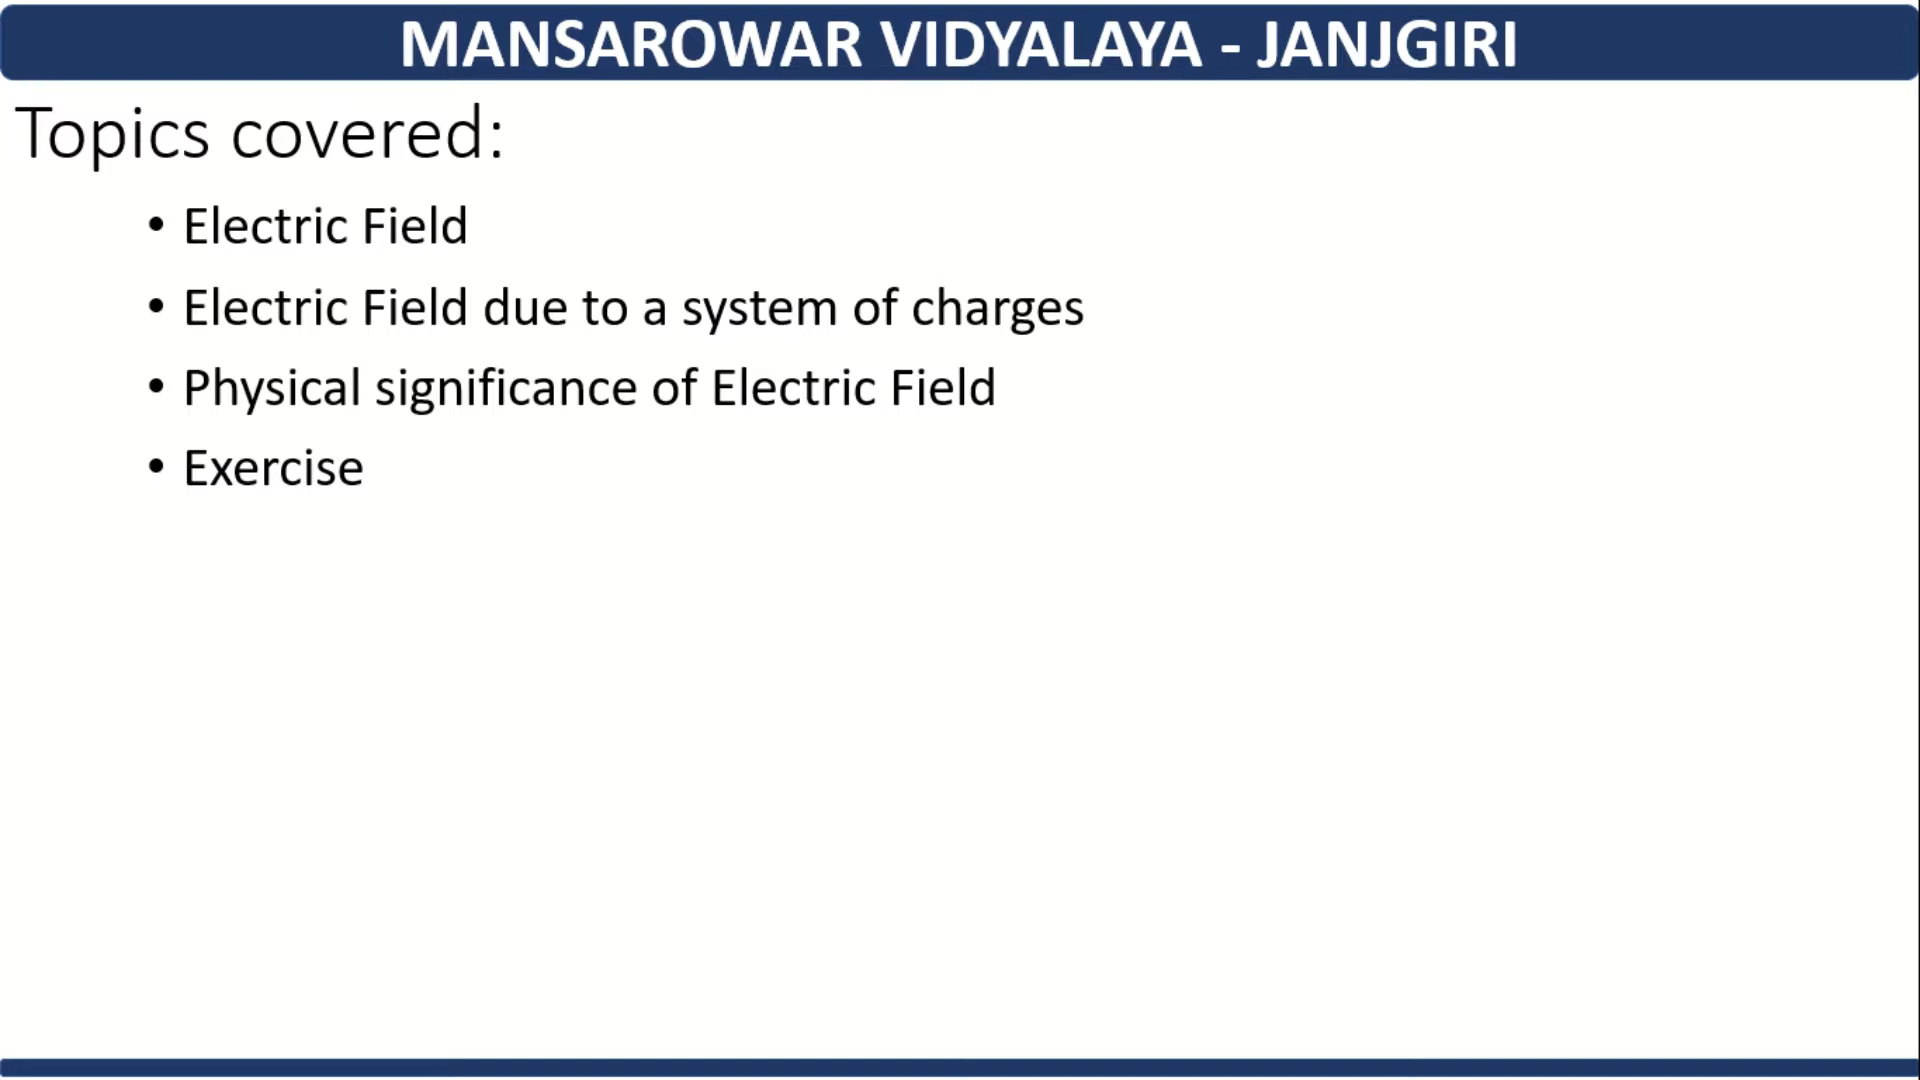 MANSAROWAR VIDYALAYA - JANJGIRI
Topics covered:
• Electric Field
• Electric Field due to a system of charges
• Physical significance of Electric Field
• Exercise